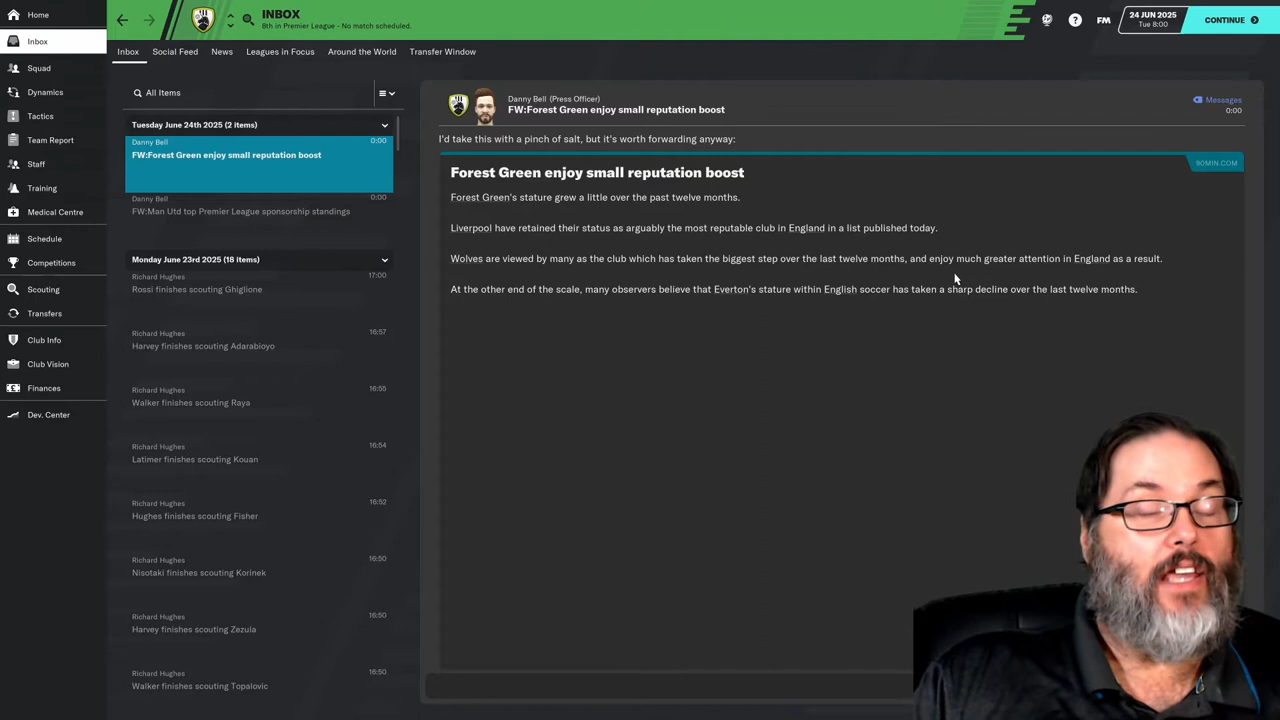 Home
Inbox
Squad
Dynamics
Tactics
Team Report
Staff
Training
Medical Centre
Schedule
Competitions
Scouting
Transfers
Club Info
Club Vision
Finances
Dev. Center
INBOX
8th in Premier League - No match scheduled.
?
FM
24 JUN 2025
Tue 8:00
CONTINUE
Inbox
Social Feed
News
Leagues in Focus
Around the World
Transfer Window
All Items
Tuesday June 24th 2025 (2 items)
Danny Bell
0:00
FW:Forest Green enjoy small reputation boost
Danny Bell
0:00
FW:Man Utd top Premier League sponsorship standings
Monday June 23rd 2025 (18 items)
Richard Hughes
17:00
Rossi finishes scouting Ghiglione
Richard Hughes
16:57
Harvey finishes scouting Adarabioyo
Richard Hughes
16:55
Walker finishes scouting Raya
Richard Hughes
16:54
Latimer finishes scouting Kouan
Richard Hughes
16:52
Hughes finishes scouting Fisher
Richard Hughes
16:50
Nisotaki finishes scouting Korinek
Richard Hughes
16:50
Harvey finishes scouting Zezula
Richard Hughes
16:50
Walker finishes scouting Topalovic
Danny Bell (Press Officer)
FW:Forest Green enjoy small reputation boost
Messages
0:00
I'd take this with a pinch of salt, but it's worth forwarding anyway:
90MIN.COM
Forest Green enjoy small reputation boost
Forest Green's stature grew a little over the past twelve months.
Liverpool have retained their status as arguably the most reputable club in England in a list published today.
Wolves are viewed by many as the club which has taken the biggest step over the last twelve months, and enjoy much greater attention in England as a result.
At the other end of the scale, many observers believe that Everton's stature within English soccer has taken a sharp decline over the last twelve months.